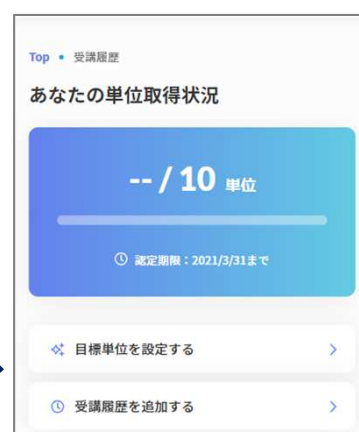 Top • 受講履歴
あなたの単位取得状況
-- / 10 単位
認定期限：2021/3/31まで
目標単位を設定する
受講履歴を追加する